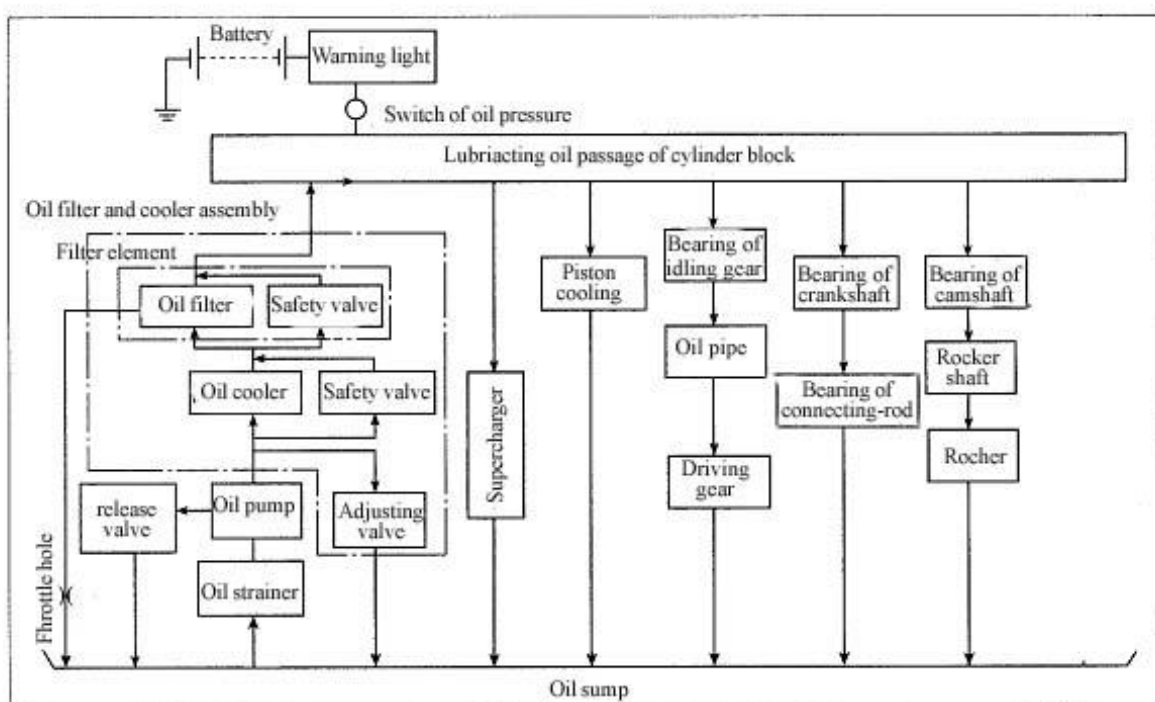 Battery
Warning light
Switch of oil pressure
Lubriacting oil passage of cylinder block
Oil filter and cooler assembly
Filter element
Oil filter
Safety valve
Oil cooler
Safety valve
release
valve
Oil pump
Adjusting
valve
Oil strainer
Fhrottle hole
Supercharger
Piston
cooling
Bearing of
idling gear
Oil pipe
Driving
gear
Bearing of
crankshaft
Bearing of
connecting-rod
Bearing of
camshaft
Rocker
shaft
Rocher
Oil sump